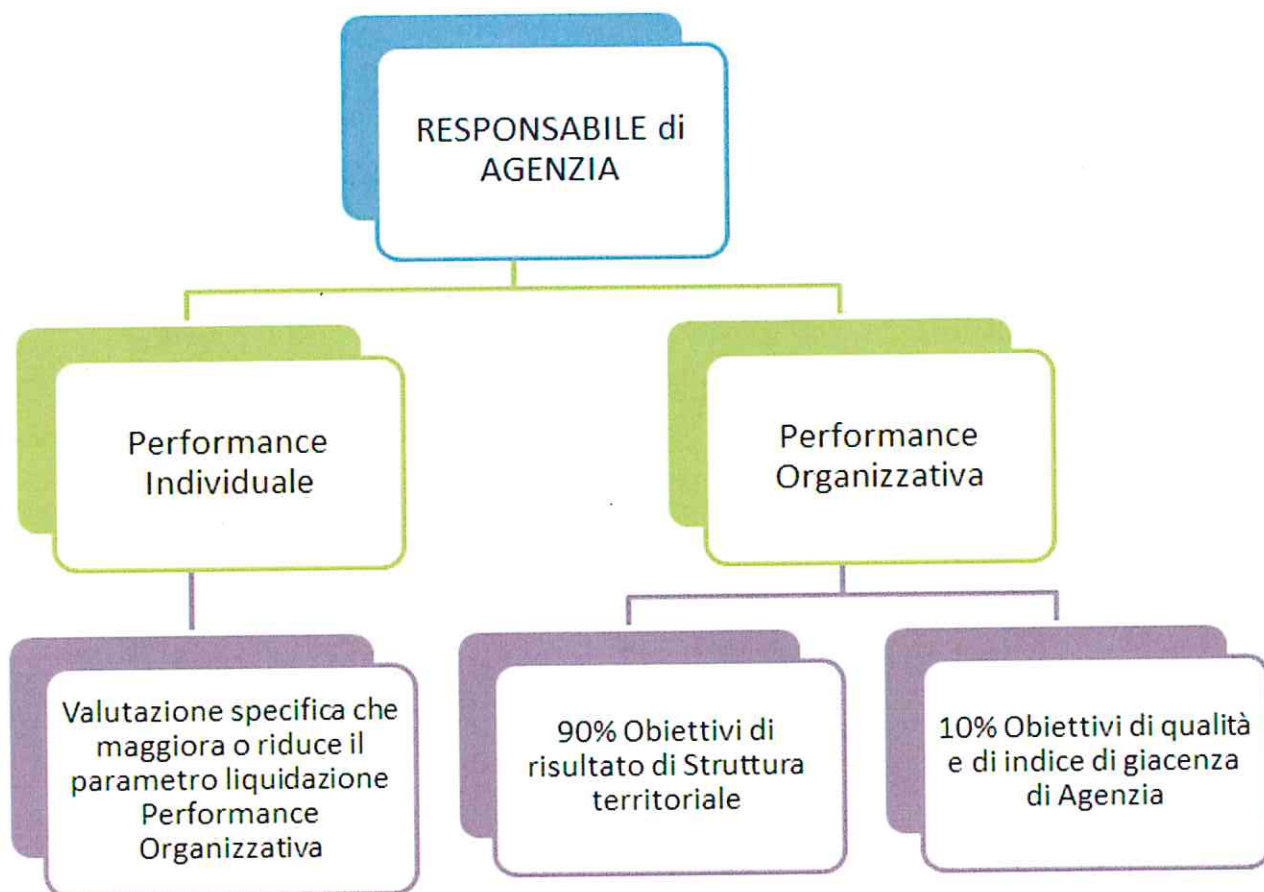 RESPONSABILE di
AGENZIA
Performance
Individuale
Performance
Organizzativa
Valutazione specifica che
maggiora o riduce il
parametro liquidazione
Performance
Organizzativa
90% Obiettivi di
risultato di Struttura
territoriale
10% Obiettivi di qualità
e di indice di giacenza
di Agenzia